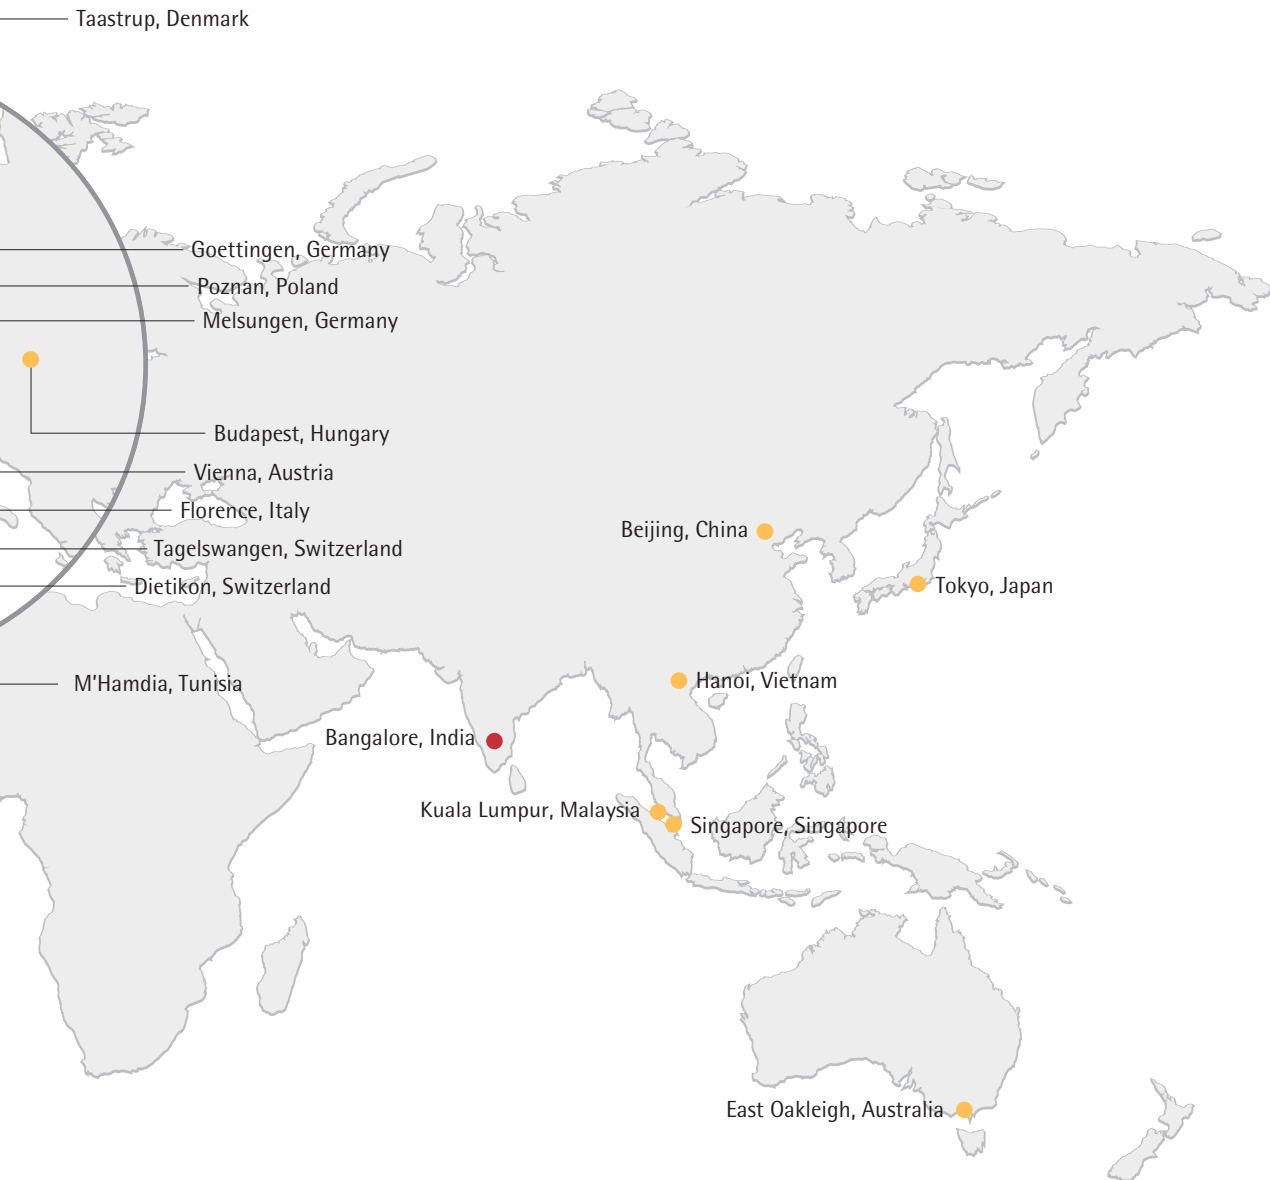 Taastrup, Denmark
Goettingen, Germany
Poznan, Poland
Melsungen, Germany
Budapest, Hungary
Vienna, Austria
Florence, Italy
Beijing, China
Tagelswangen, Switzerland
Dietikon, Switzerland
Tokyo, Japan
M'Hamdia, Tunisia
Hanoi, Vietnam
Bangalore, India
Kuala Lumpur, Malaysia
Singapore, Singapore
East Oakleigh, Australia